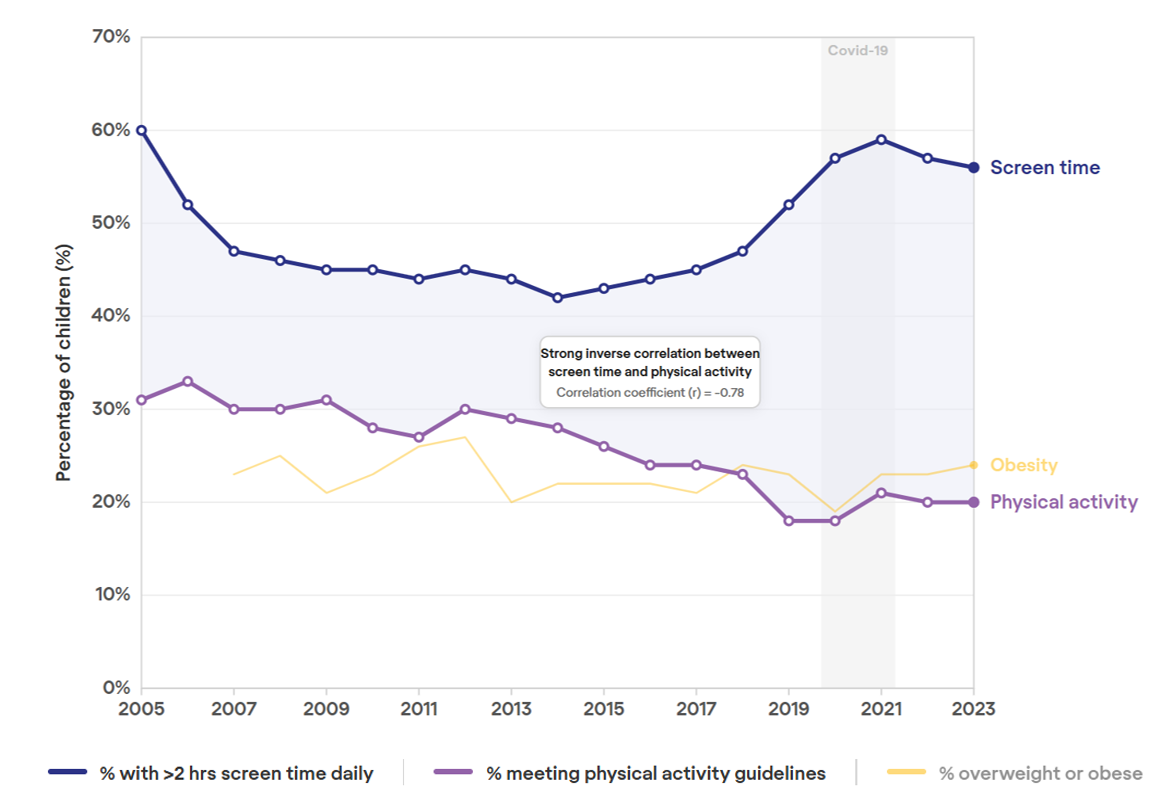 70%
Covid-19
60%
Screen time
50%
40%
Percentage of children (%)
Strong inverse correlation between
screen time and physical activity
Correlation coefficient (r) = -0.78
30%
Obesity
20%
Physical activity
10%
0%
2005 2007 2009 2011 2013 2015 2017 2019 2021 2023
% with >2 hrs screen time daily % meeting physical activity guidelines % overweight or obese